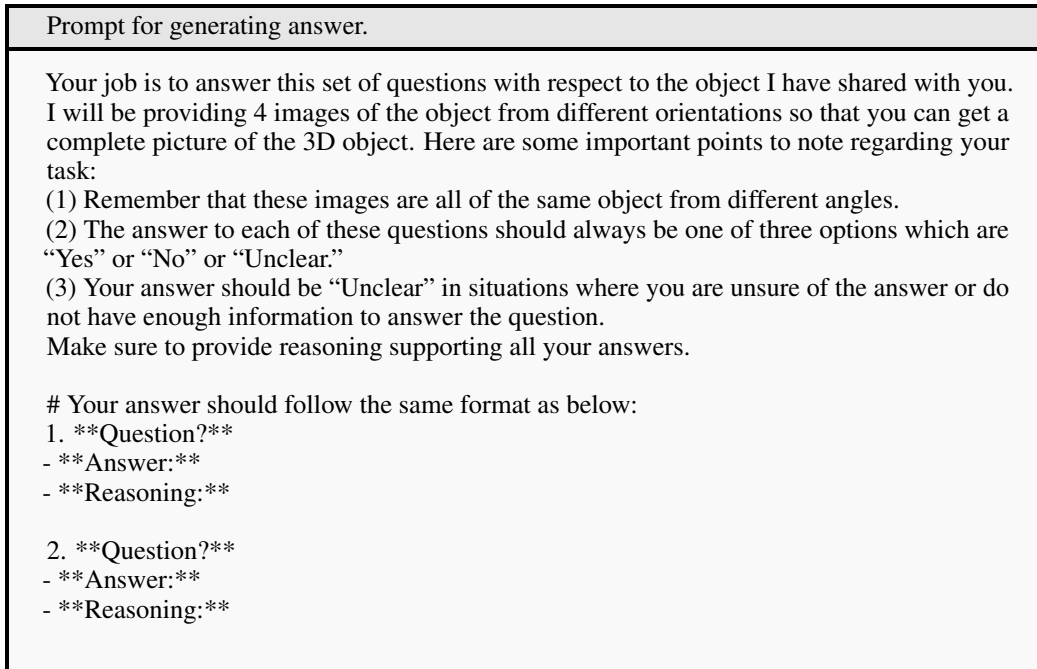 Prompt for generating answer.
Your job is to answer this set of questions with respect to the object I have shared with you.
I will be providing 4 images of the object from different orientations so that you can get a
complete picture of the 3D object. Here are some important points to note regarding your
task:
(1) Remember that these images are all of the same object from different angles.
(2) The answer to each of these questions should always be one of three options which are
“Yes” or “No” or “Unclear.”
(3) Your answer should be “Unclear” in situations where you are unsure of the answer or do
not have enough information to answer the question.
Make sure to provide reasoning supporting all your answers.
# Your answer should follow the same format as below:
1. **Question?**
- **Answer:**
- **Reasoning:**
2. **Question?**
- **Answer:**
- **Reasoning:**